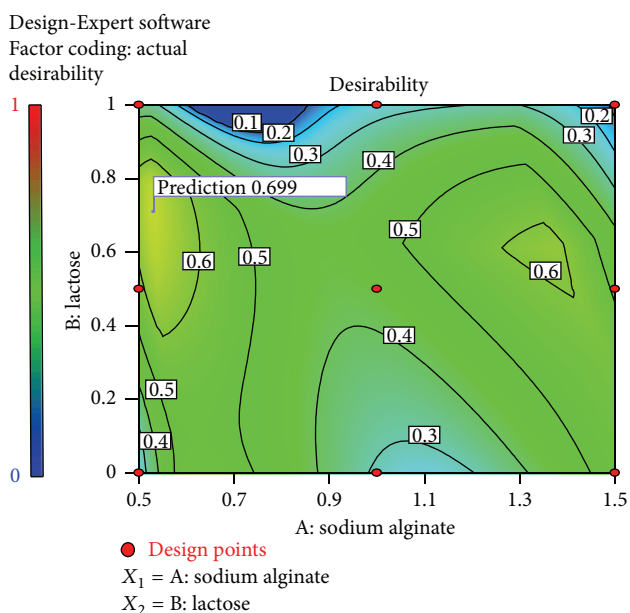 Design-Expert software
Factor coding: actual
desirability
1
0
Desirability
B: lactose
1
0.8
0.6
0.4
0.2
0
0.1
0.2
0.3
0.4
0.2
0.3
Prediction 0.699
0.5
0.6
0.5
0.6
0.4
0.5
0.4
0.3
0.5
0.7
0.9
1.1
1.3
1.5
A: sodium alginate
Design points
X₁ = A: sodium alginate
X₂ = B: lactose